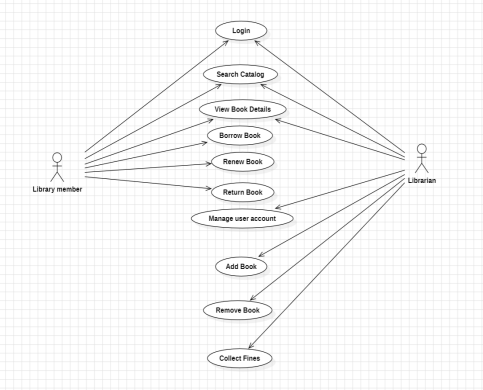 Login
Search Catalog
View Book Details
Borrow Book
Renew Book
Library member
Librarian
Return Book
Manage user account
Add Book
Remove Book
Collect Fines